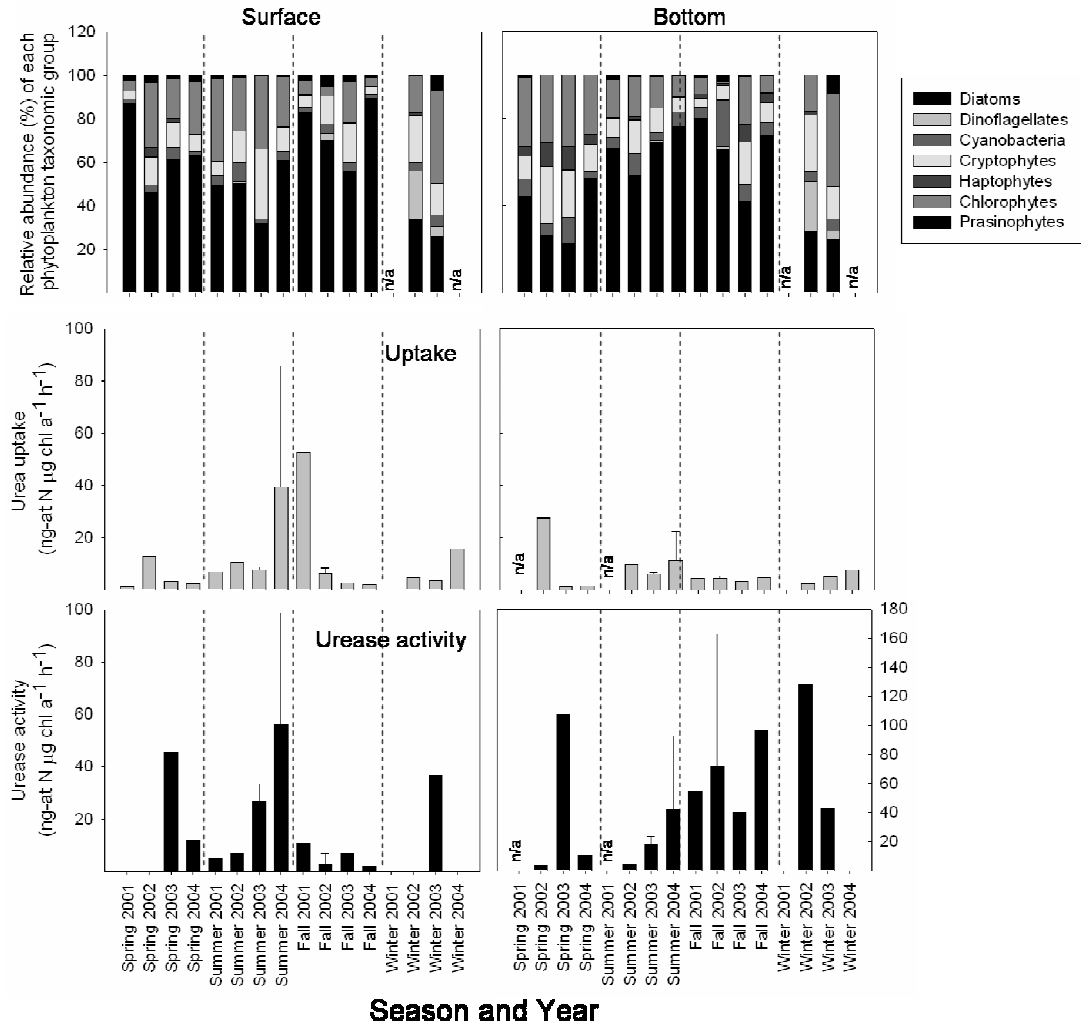 Surface
Bottom
Relative abundance (%) of each
phytoplankton taxonomic group
120
100
80
60
40
20
n/a
n/a
n/a
n/a
Diatoms
Dinoflagellates
Cyanobacteria
Cryptophytes
Haptophytes
Chlorophytes
Prasinophytes
Uptake
Urea uptake
(ng-at N μg chl a⁻¹ h⁻¹)
100
80
60
40
20
n/a
n/a
Urease activity
Urease activity
(ng-at N μg chl a⁻¹ h⁻¹)
100
80
60
40
20
n/a
n/a
180
160
140
120
100
80
60
40
20
Spring 2001
Spring 2002
Spring 2003
Spring 2004
Summer 2001
Summer 2002
Summer 2003
Summer 2004
Fall 2001
Fall 2002
Fall 2003
Fall 2004
Winter 2001
Winter 2002
Winter 2003
Winter 2004
Spring 2001
Spring 2002
Spring 2003
Spring 2004
Summer 2001
Summer 2002
Summer 2003
Summer 2004
Fall 2001
Fall 2002
Fall 2003
Fall 2004
Winter 2001
Winter 2002
Winter 2003
Winter 2004
Season and Year